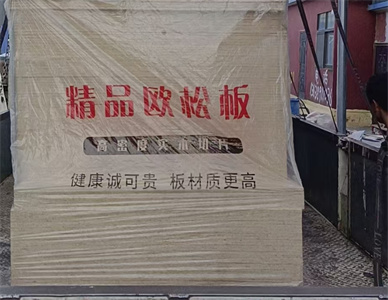 精品欧松板
高密度实木切片
健康诚可贵 板材质更高